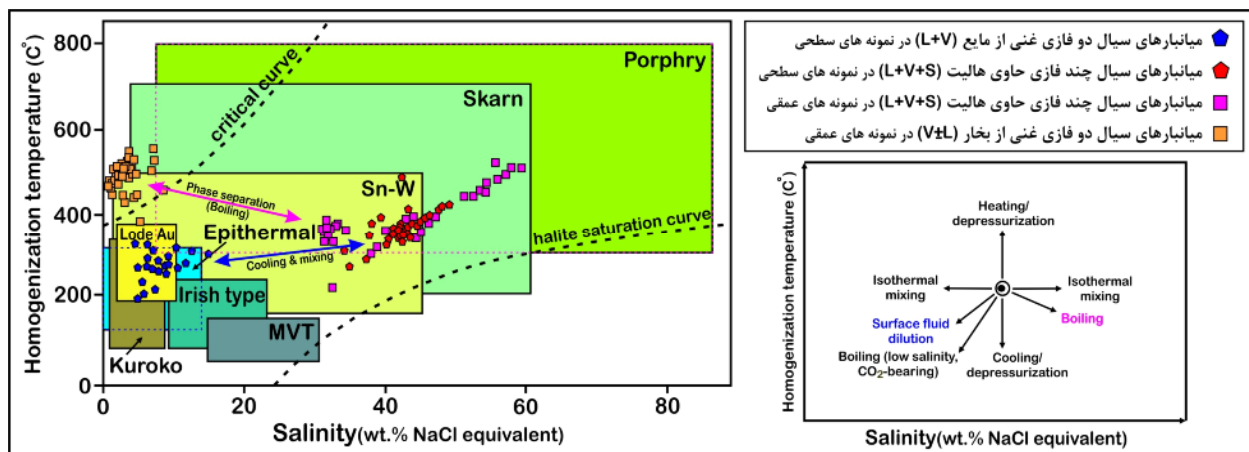 Homogenization temperature (C°)
800
600
400
200
0
0
20
40
60
80
Salinity(wt.% NaCl equivalent)
critical curve
Porphry
Skarn
Sn-W
Phase separation
(Boiling)
halite saturation curve
Lode Au
Epithermal
Cooling & mixing
Irish type
MVT
Kuroko
میانبارهای سیال دو فازی غنی از مایع (L+V) در نمونه های سطحی
میانبارهای سیال چند فازی حاوی هالیت (L+V+S) در نمونه های سطحی
میانبارهای سیال چند فازی حاوی هالیت (L+V+S) در نمونه های عمقی
میانبارهای سیال دو فازی غنی از بخار (V±L) در نمونه های عمقی
Homogenization temperature (C°)
Heating/
depressurization
Isothermal
mixing
Isothermal
mixing
Surface fluid
dilution
Boiling
Boiling (low salinity,
CO₂-bearing)
Cooling/
depressurization
Salinity(wt.% NaCl equivalent)